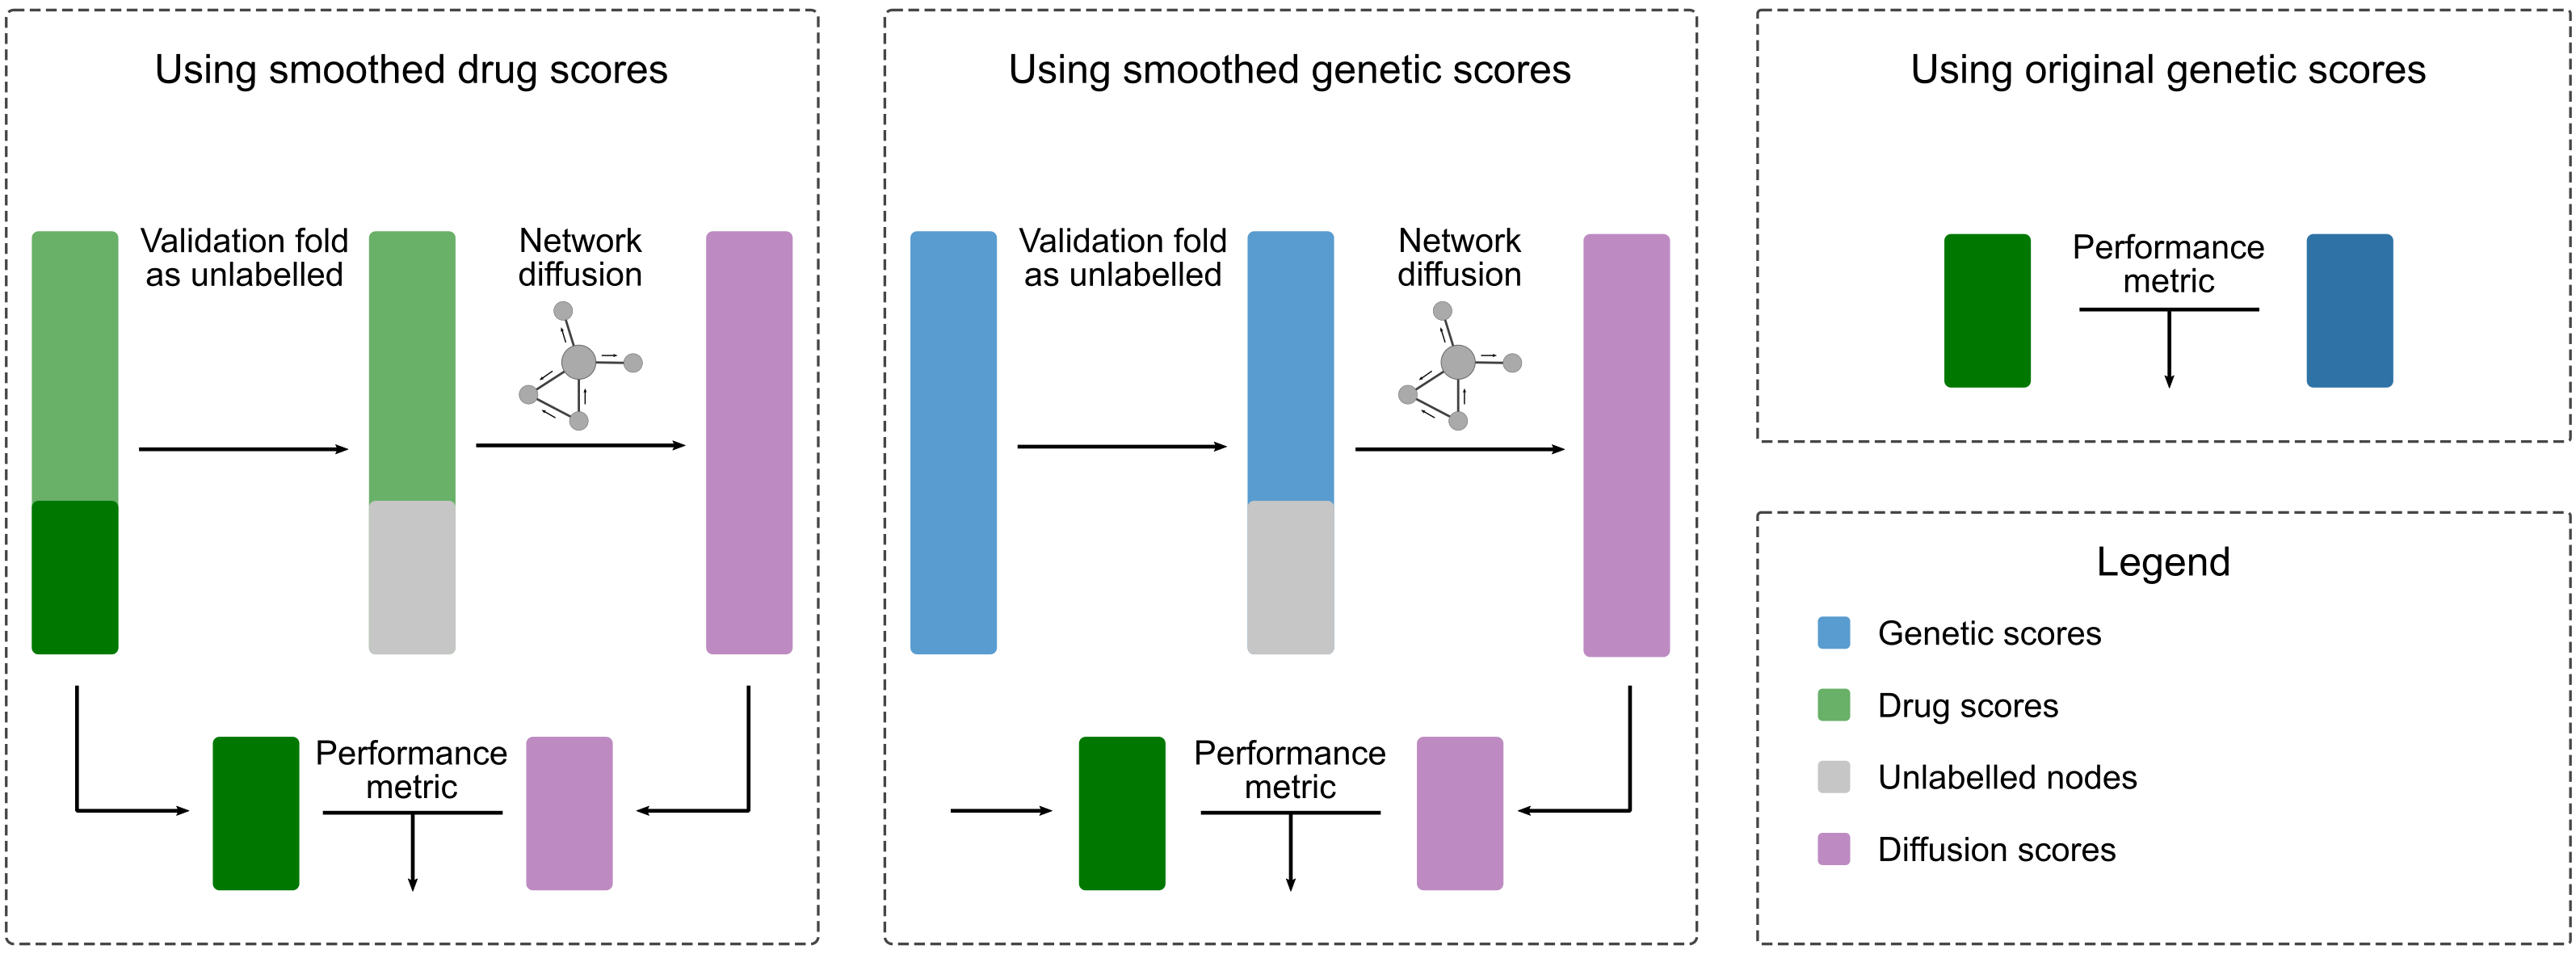 Using smoothed drug scores
Validation fold
as unlabelled
Network
diffusion
Performance
metric
Using smoothed genetic scores
Validation fold
as unlabelled
Network
diffusion
Performance
metric
Using original genetic scores
Performance
metric
Legend
Genetic scores
Drug scores
Unlabelled nodes
Diffusion scores